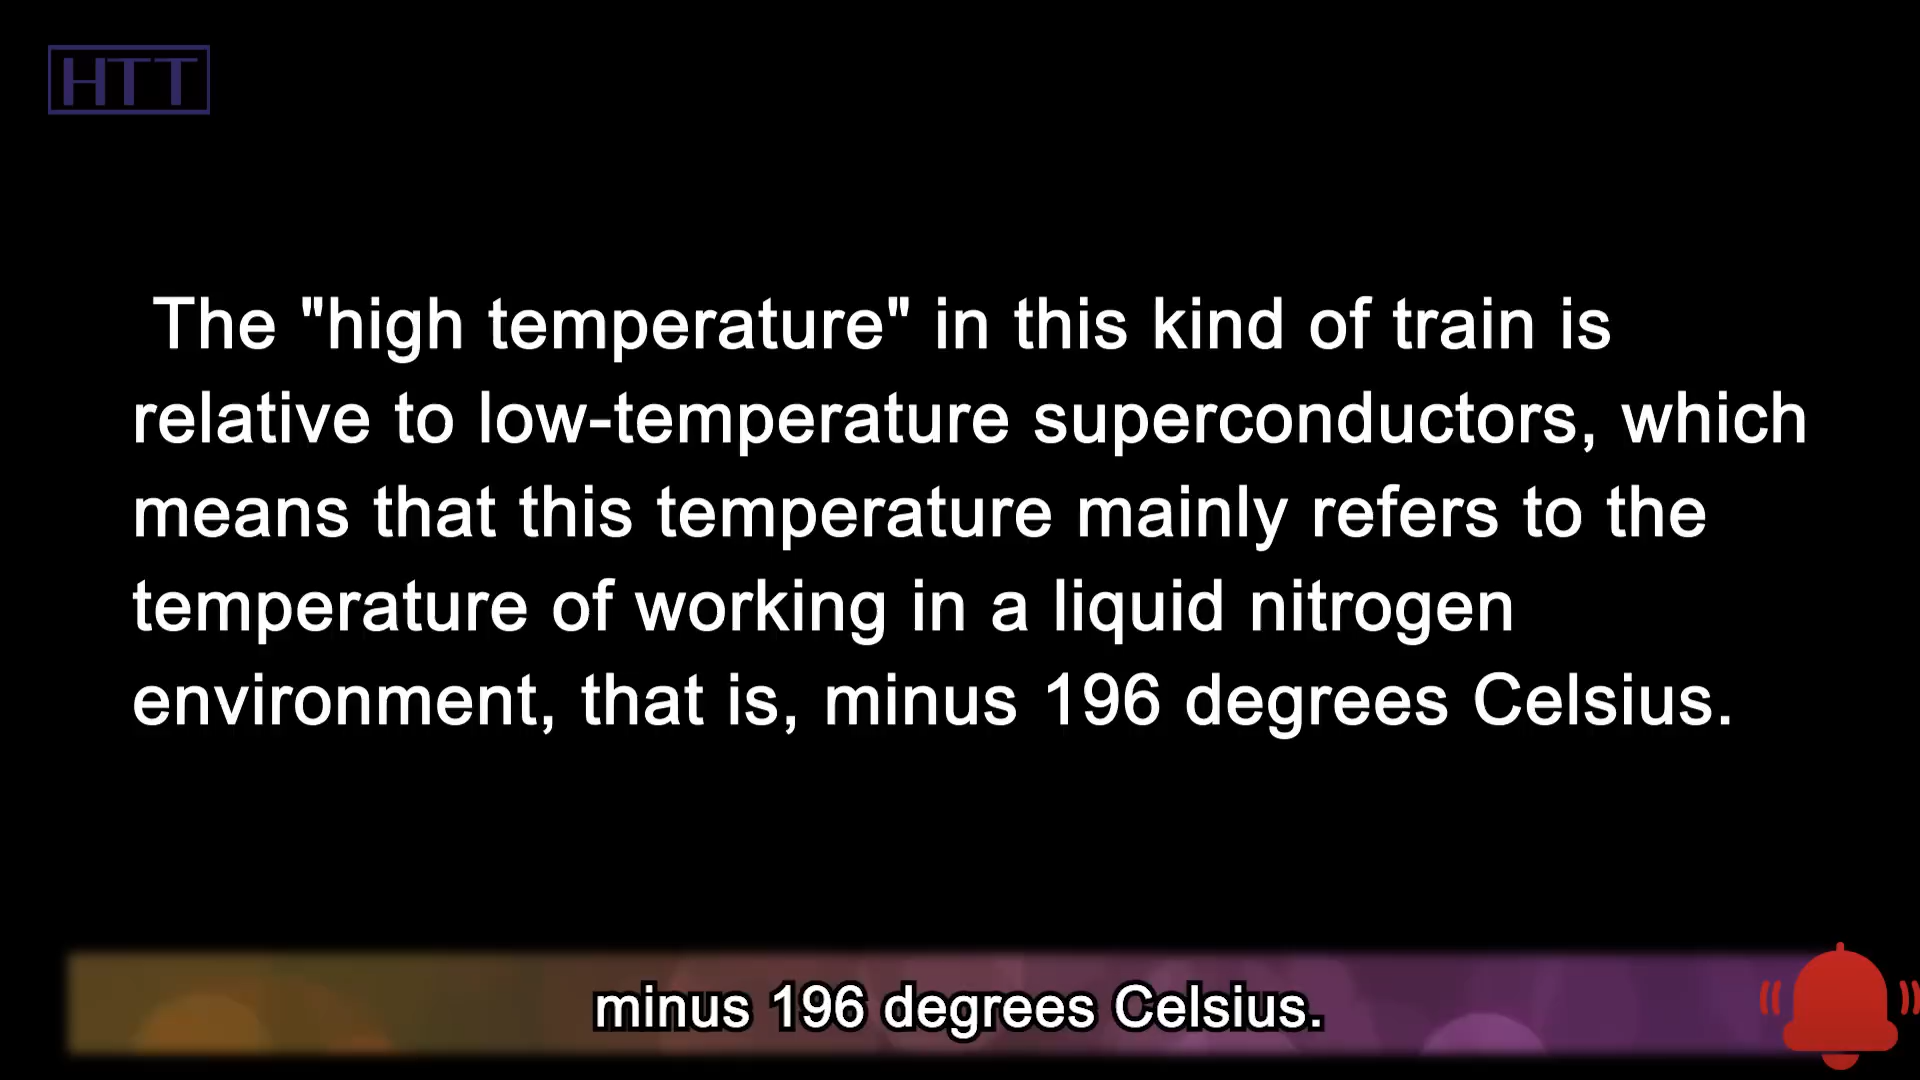 HTT
The "high temperature" in this kind of train is
relative to low-temperature superconductors, which
means that this temperature mainly refers to the
temperature of working in a liquid nitrogen
environment, that is, minus 196 degrees Celsius.
minus 196 degrees Celsius.